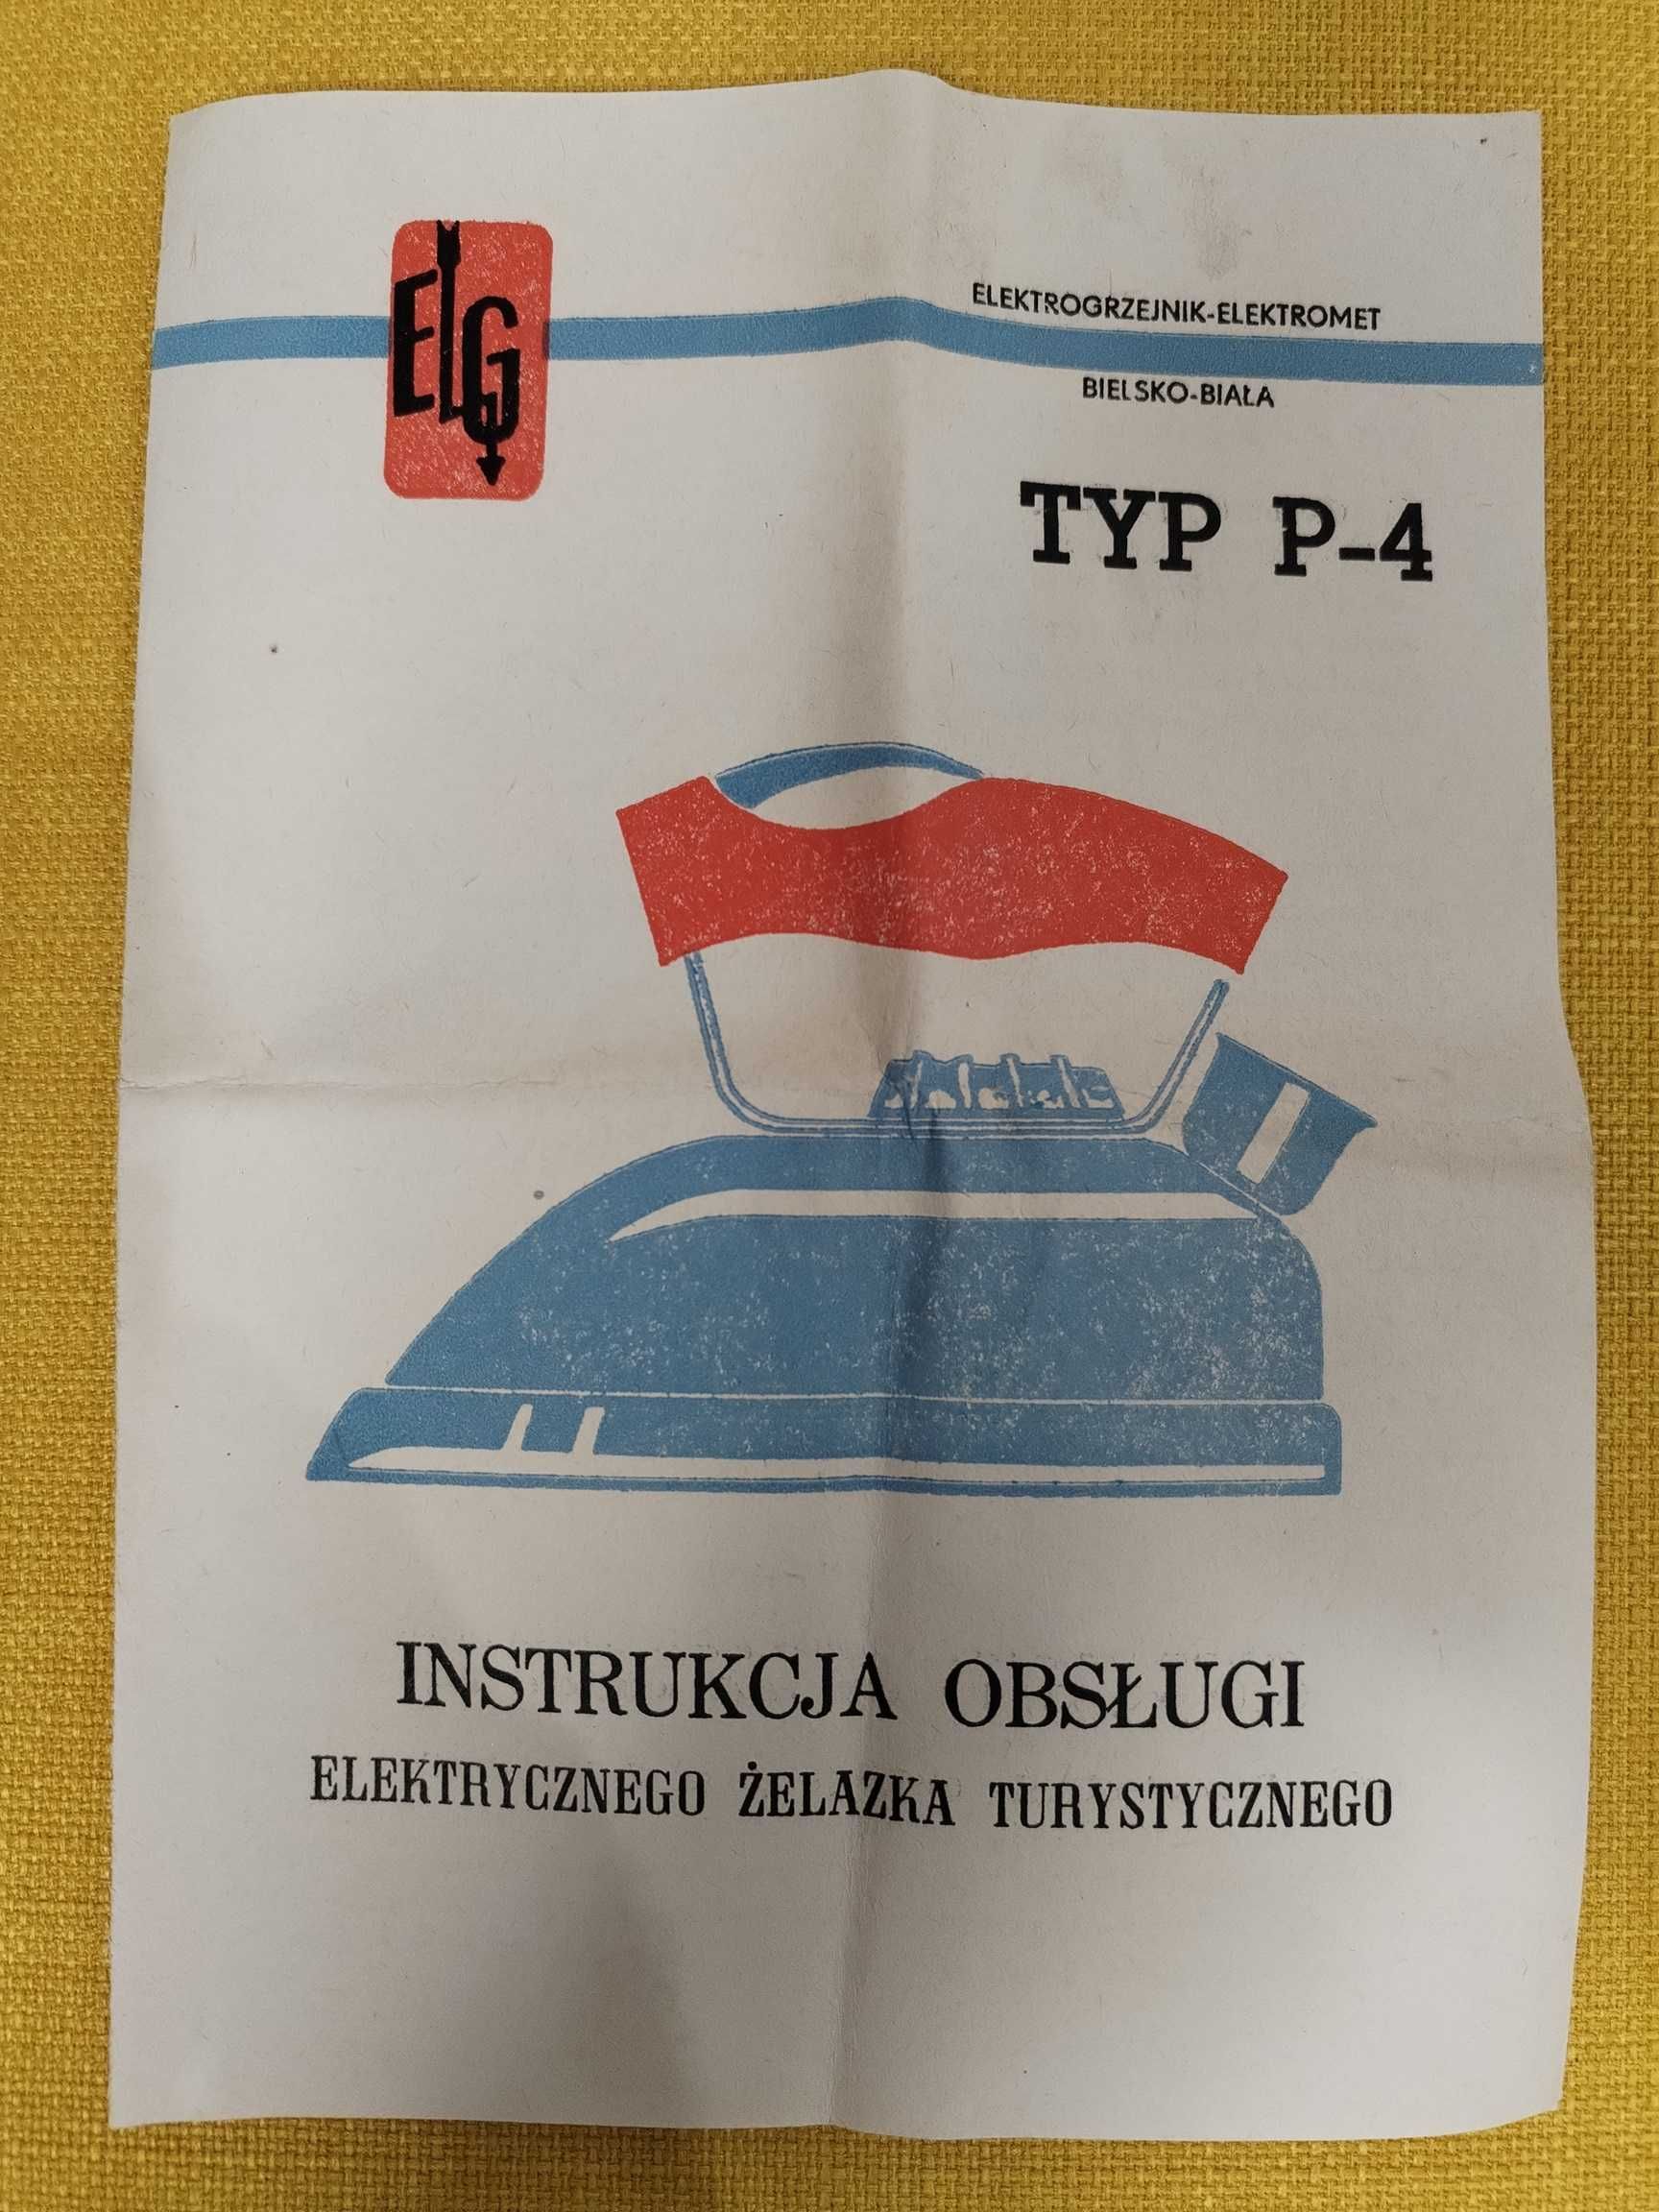 ELG
ELEKTROGRZEJNIK-ELEKTROMET
BIELSKO-BIAŁA
TYP P-4
INSTRUKCJA OBSŁUGI
ELEKTRYCZNEGO ŻELAZKA TURYSTYCZNEGO